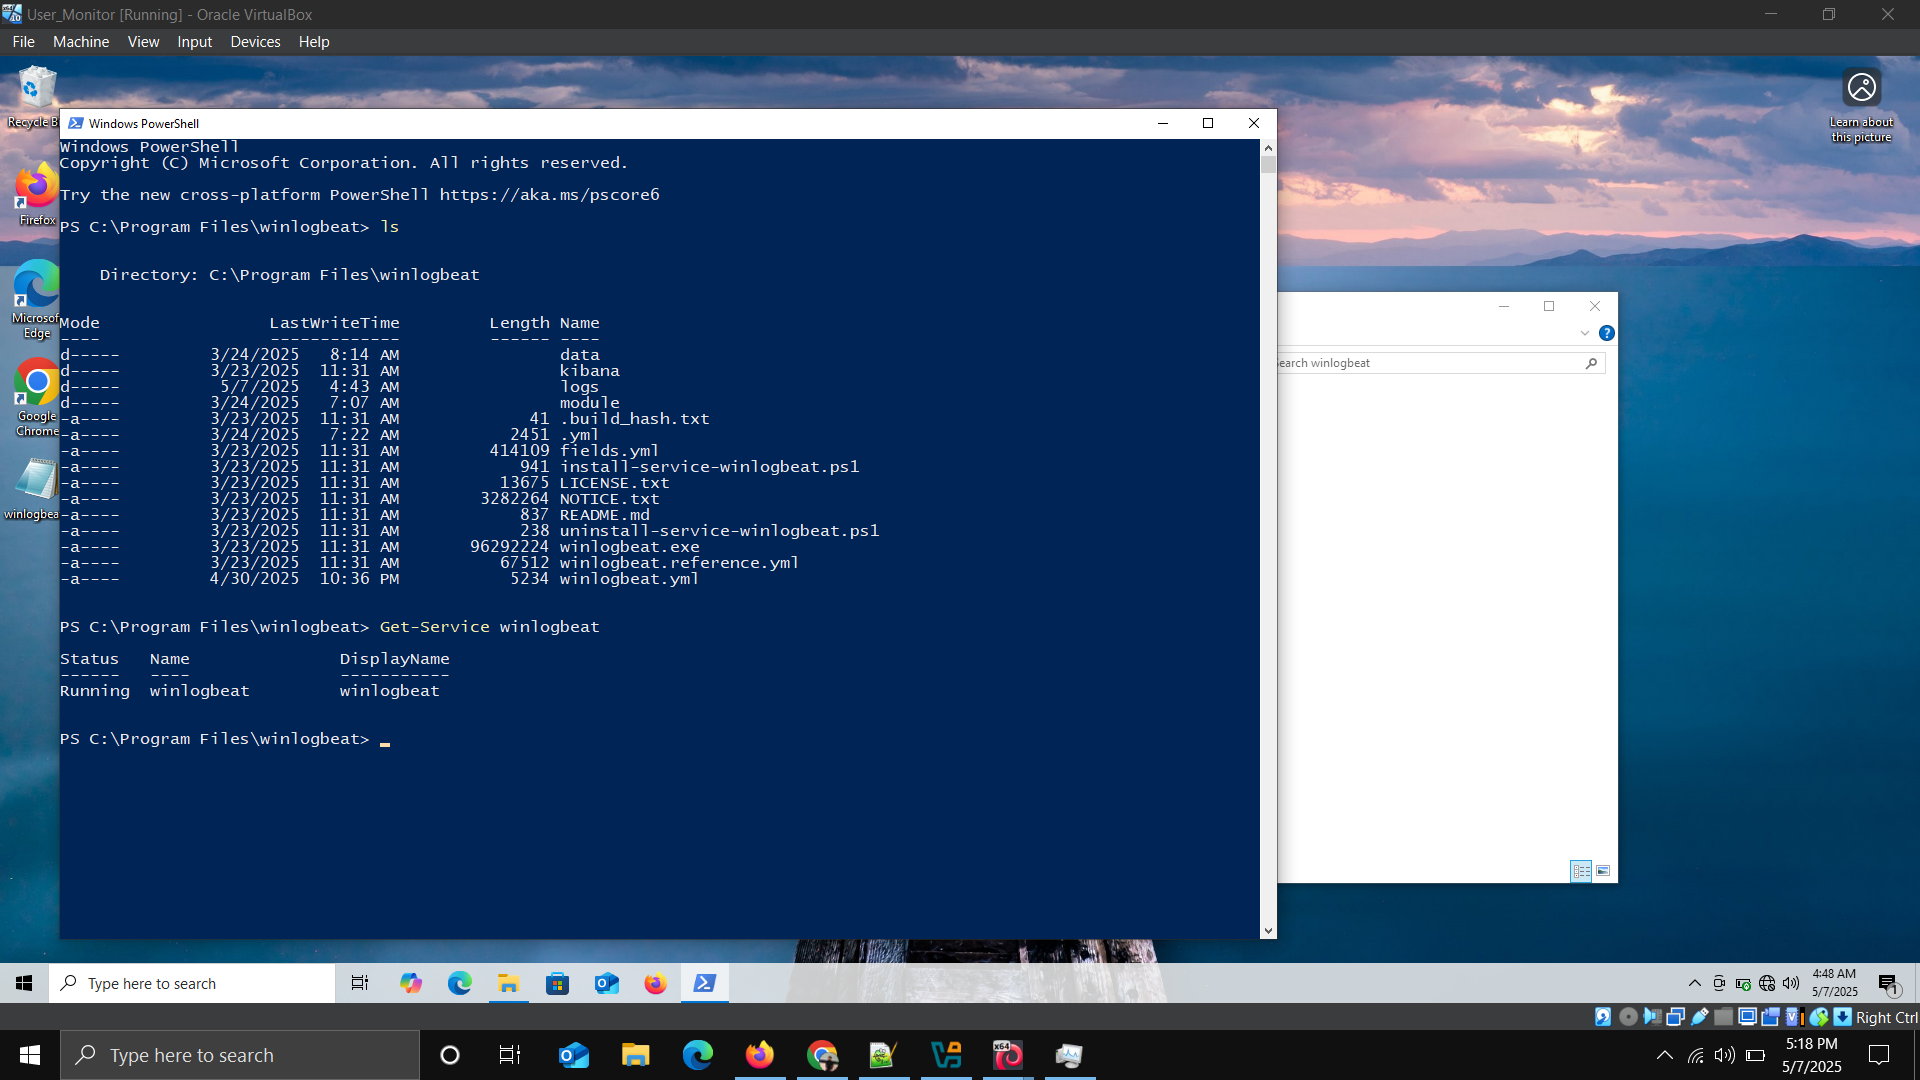 User_Monitor [Running] - Oracle VirtualBox
File Machine View Input Devices Help
Recycle B
Firefox
Microsof
Edge
Google
Chrome
winlogbea
Learn about
this picture
Windows PowerShell
Windows PowerShell
Copyright (C) Microsoft Corporation. All rights reserved.
Try the new cross-platform PowerShell https://aka.ms/pscore6
PS C:\Program Files\winlogbeat> ls
Directory: C:\Program Files\winlogbeat
Mode LastWriteTime Length Name
---- ------------- ------ ----
d----- 3/24/2025 8:14 AM data
d----- 3/23/2025 11:31 AM kibana
d----- 5/7/2025 4:43 AM logs
d----- 3/24/2025 7:07 AM module
-a---- 3/23/2025 11:31 AM 41 .build_hash.txt
-a---- 3/24/2025 7:22 AM 2451 .yml
-a---- 3/23/2025 11:31 AM 414109 fields.yml
-a---- 3/23/2025 11:31 AM 941 install-service-winlogbeat.ps1
-a---- 3/23/2025 11:31 AM 13675 LICENSE.txt
-a---- 3/23/2025 11:31 AM 3282264 NOTICE.txt
-a---- 3/23/2025 11:31 AM 837 README.md
-a---- 3/23/2025 11:31 AM 238 uninstall-service-winlogbeat.ps1
-a---- 3/23/2025 11:31 AM 96292224 winlogbeat.exe
-a---- 3/23/2025 11:31 AM 67512 winlogbeat.reference.yml
-a---- 4/30/2025 10:36 PM 5234 winlogbeat.yml
PS C:\Program Files\winlogbeat> Get-Service winlogbeat
Status Name DisplayName
------ ---- -----------
Running winlogbeat winlogbeat
PS C:\Program Files\winlogbeat>
Search winlogbeat
Type here to search
4:48 AM
5/7/2025
1
Right Ctrl
Type here to search
5:18 PM
5/7/2025